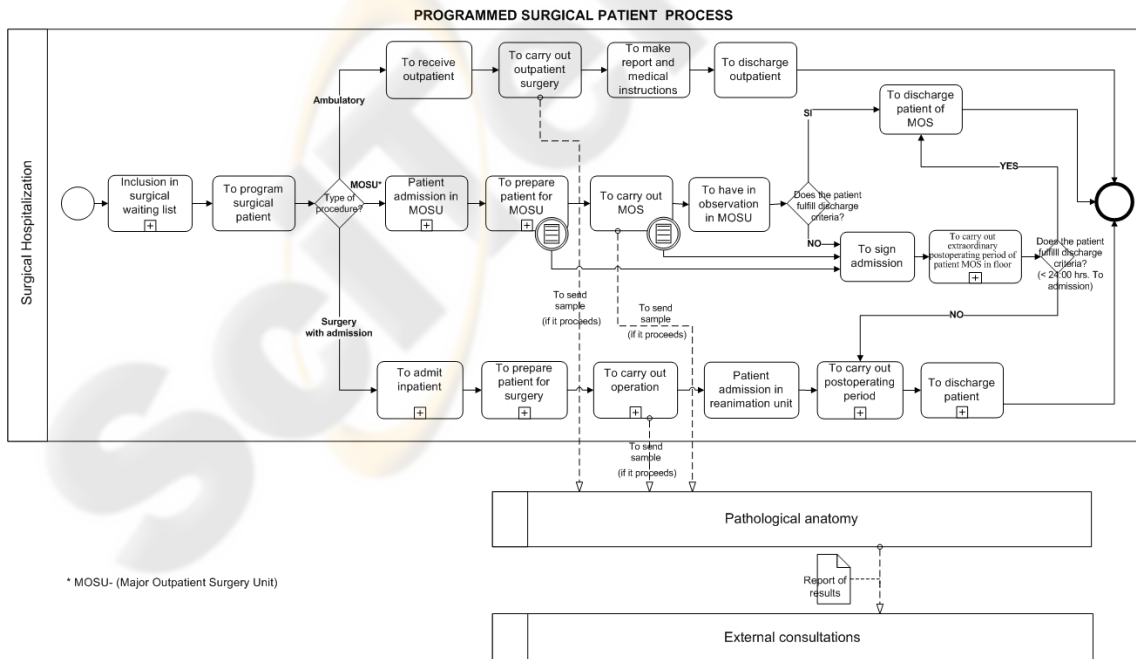 PROGRAMMED SURGICAL PATIENT PROCESS
Surgical Hospitalization
To receive
outpatient
To carry out
outpatient
surgery
To make
report and
medical
instructions
To discharge
outpatient
Ambulatory
To discharge
patient of
MOS
SI
YES
Inclusion in
surgical
waiting list
To program
surgical
patient
Type of
procedure?
MOSU*
Patient
admission in
MOSU
To prepare
patient for
MOSU
To carry out
MOS
To have in
observation
in MOSU
Does the patient
fulfill discharge
criteria?
NO
To sign
admission
To carry out
extraordinary
postoperating period of
patient MOS in floor
Does the patient
fulfilll discharge
criteria?
(< 24:00 hrs. To
admission)
To send
sample
(if it proceeds)
To send
sample
(if it proceeds)
NO
Surgery
with admission
To admit
inpatient
To prepare
patient for
surgery
To carry out
operation
Patient
admission in
reanimation unit
To carry out
postoperating
period
To discharge
patient
To send
sample
(if it proceeds)
Pathological anatomy
Report of
results
External consultations
* MOSU- (Major Outpatient Surgery Unit)